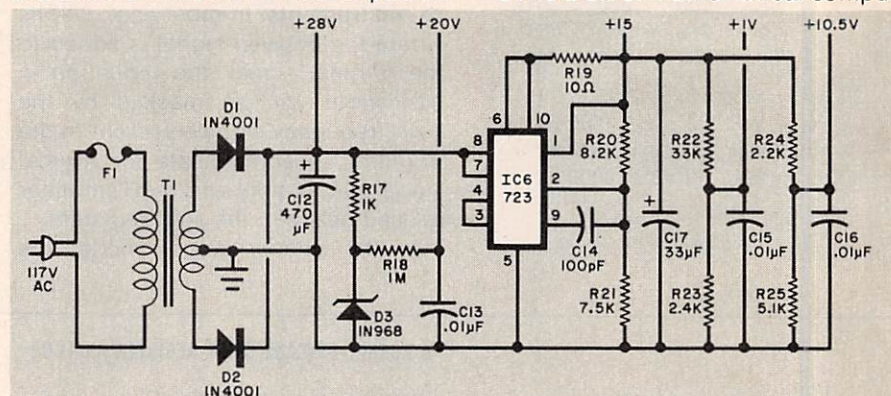 +28V
+20V
+15
+1V
+10.5V
D1
1N4001
F1
T1
117V
AC
D2
1N4001
C12
470
µF
+
R17
1K
R18
1M
D3
1N968
C13
.01µF
6
10
8
7
4
3
1
2
9
5
IC6
723
R19
10Ω
C14
100pF
R20
8.2K
R21
7.5K
+
C17
33µF
R22
33K
R23
2.4K
C15
.01µF
R24
2.2K
R25
5.1K
C16
.01µF